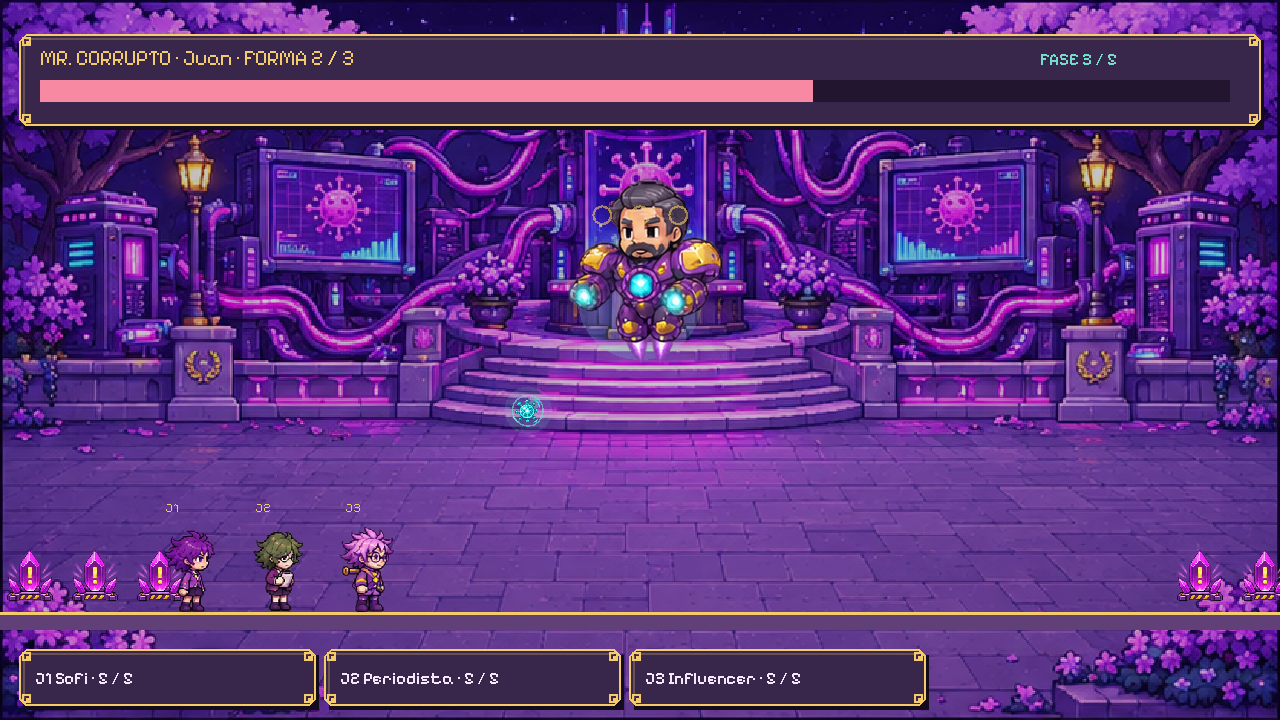 MR. CORRUPTO · Juan · FORMA 2 / 3
FASE 3 / 5
J1
J2
J3
!
!
!
!
!
J1 Sofi · 5 / 5
J2 Periodista · 5 / 5
J3 Influencer · 5 / 5